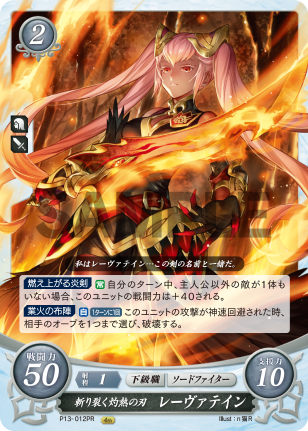 2
SAMPLE
私はレーヴァテイン…この剣の名前と一緒だ。
燃え上がる炎剣 常 自分のターン中、主人公以外の敵が1体も
いない場合、このユニットの戦闘力は+40される。
業火の布陣 自 1ターンに1回 このユニットの攻撃が神速回避された時、
相手のオーブを1つまで選び、破壊する。
戦闘力 50
射程 1
下級職
ソードファイター
支援力 10
P13-012PR
Illust:n猫R
斬り裂く灼熱の刃 レーヴァテイン